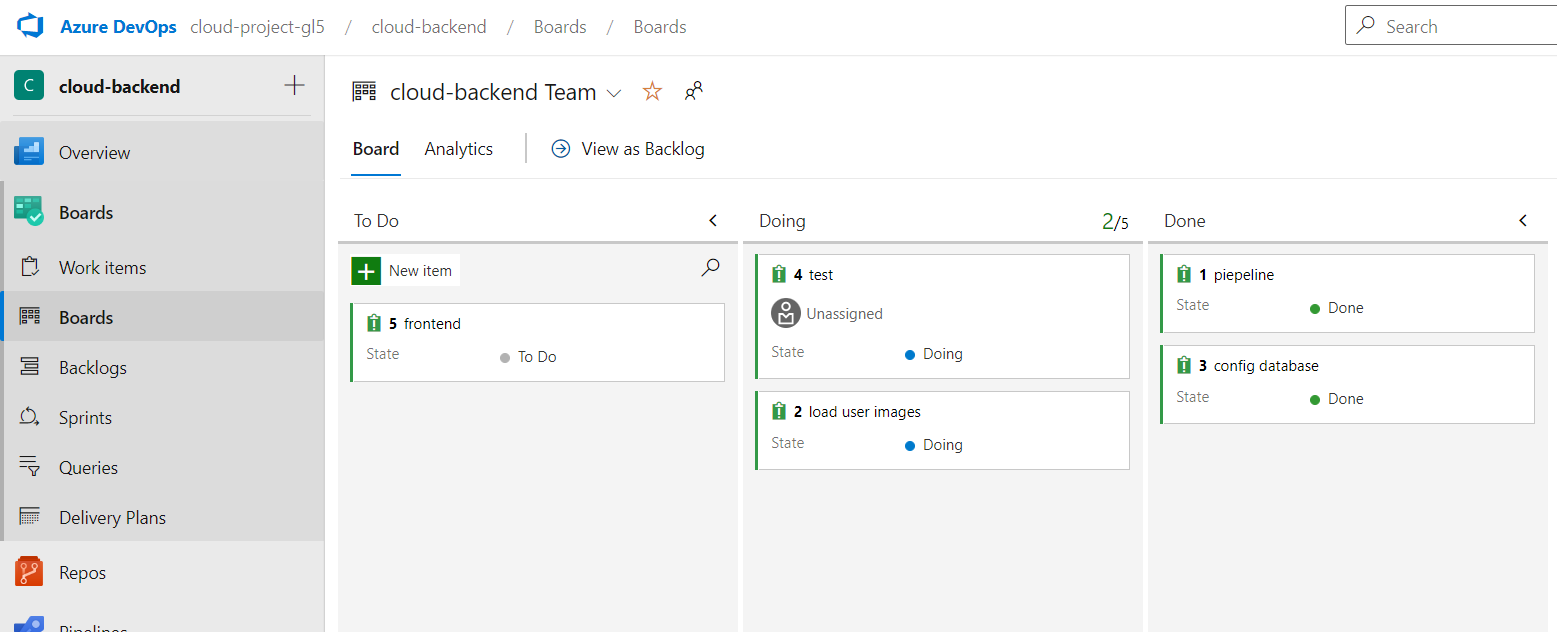 Azure DevOps cloud-project-gl5 / cloud-backend / Boards / Boards
Search
C cloud-backend
Overview
Boards
Work items
Boards
Backlogs
Sprints
Queries
Delivery Plans
Repos
Pipelines
cloud-backend Team
Board Analytics View as Backlog
To Do
New item
5 frontend
State To Do
Doing 2/5
4 test
Unassigned
State Doing
2 load user images
State Doing
Done
1 piepeline
State Done
3 config database
State Done